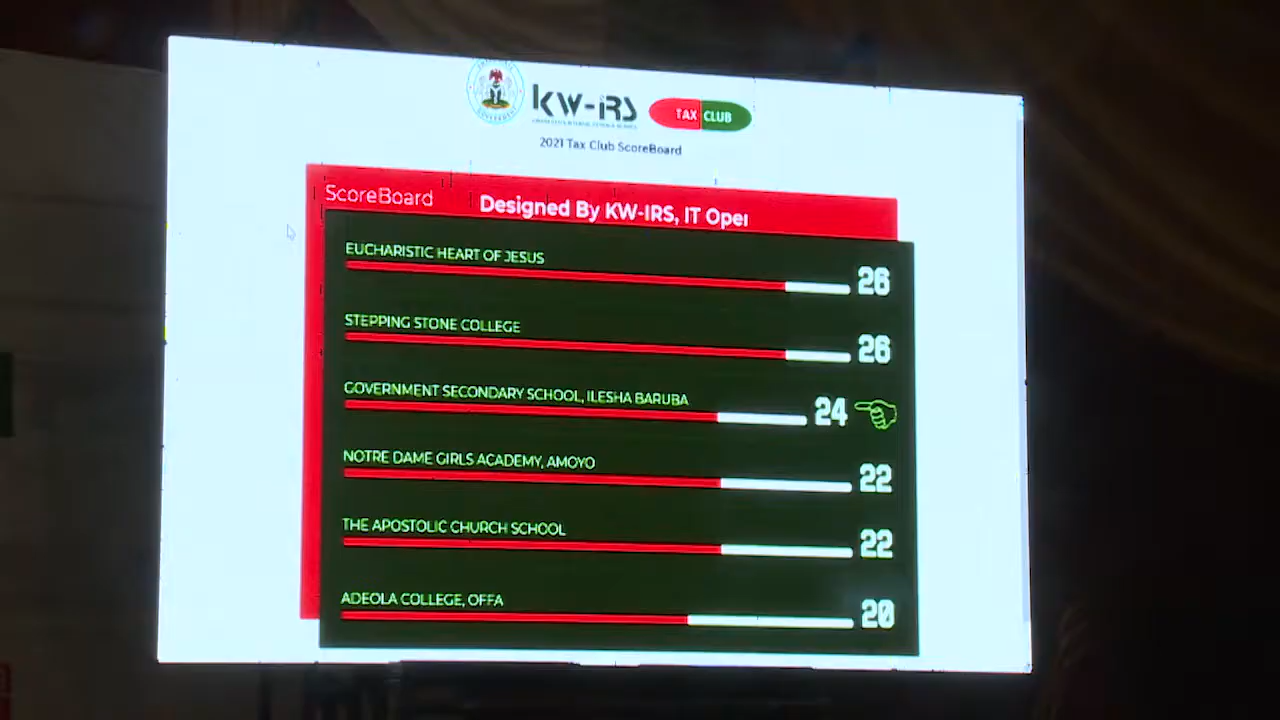 KW-iRS
TAX CLUB
2021 Tax Club ScoreBoard
ScoreBoard
Designed By KW-IRS, IT Oper
EUCHARISTIC HEART OF JESUS
26
STEPPING STONE COLLEGE
26
GOVERNMENT SECONDARY SCHOOL, ILESHA BARUBA
24
NOTRE DAME GIRLS ACADEMY, AMOYO
22
THE APOSTOLIC CHURCH SCHOOL
22
ADEOLA COLLEGE, OFFA
20